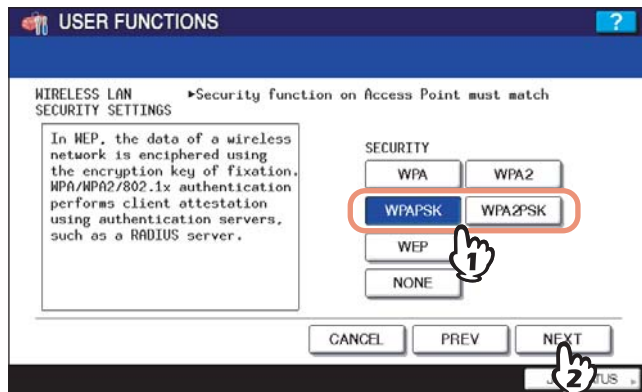 USER FUNCTIONS
?
WIRELESS LAN ►Security function on Access Point must match
SECURITY SETTINGS
In WEP, the data of a wireless
network is enciphered using
the encryption key of fixation.
WPA/WPA2/802.1x authentication
performs client attestation
using authentication servers,
such as a RADIUS server.
SECURITY
WPA WPA2
WPAPSK WPA2PSK
WEP
1
NONE
CANCEL PREV NEXT
2